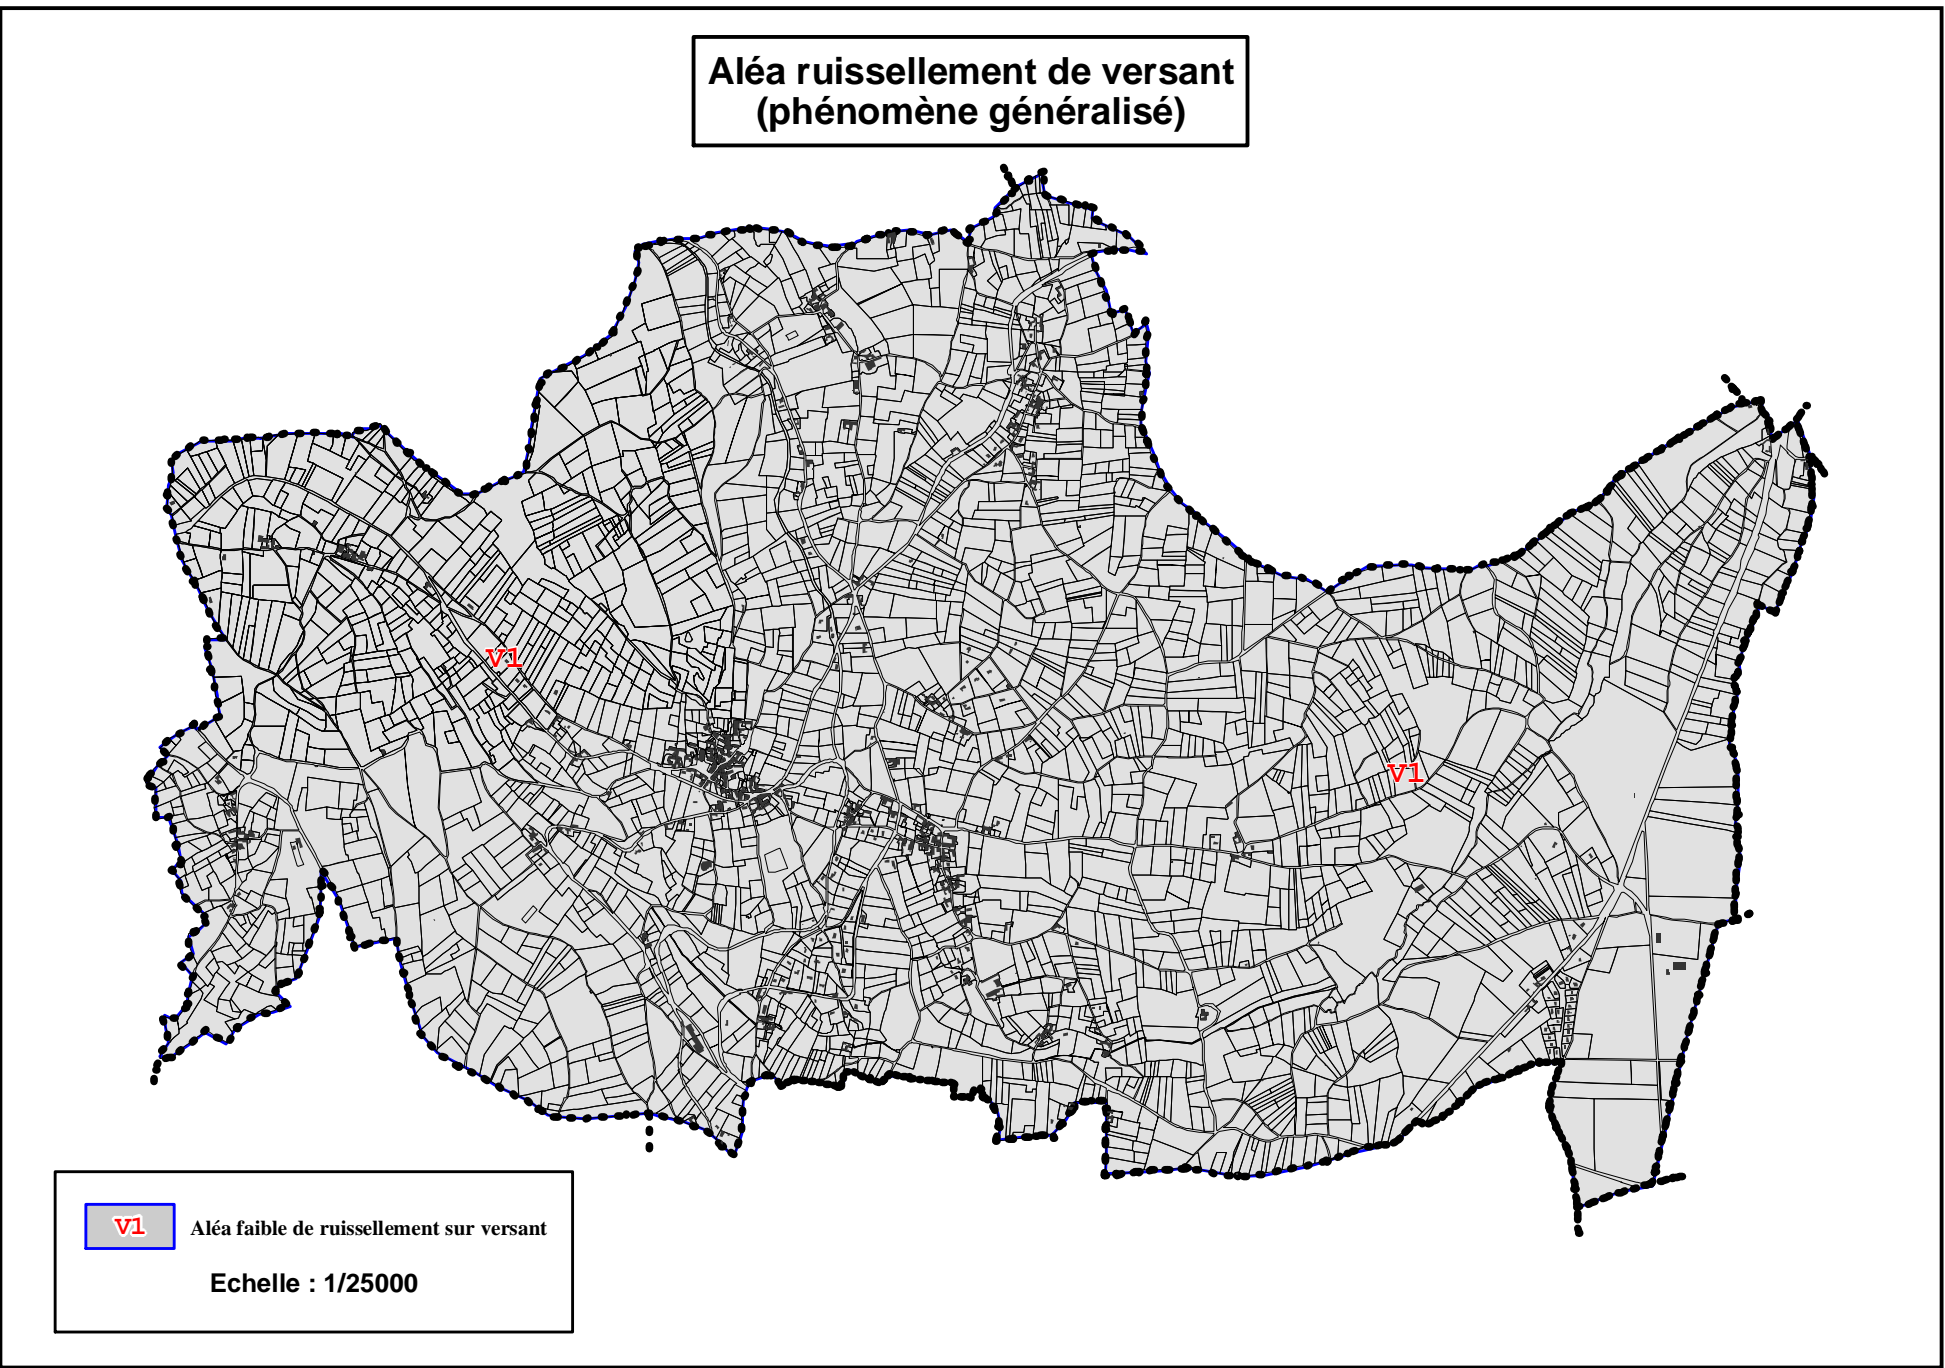 Aléa ruissellement de versant
(phénomène généralisé)
V1
V1
V1 Aléa faible de ruissellement sur versant
Echelle : 1/25000